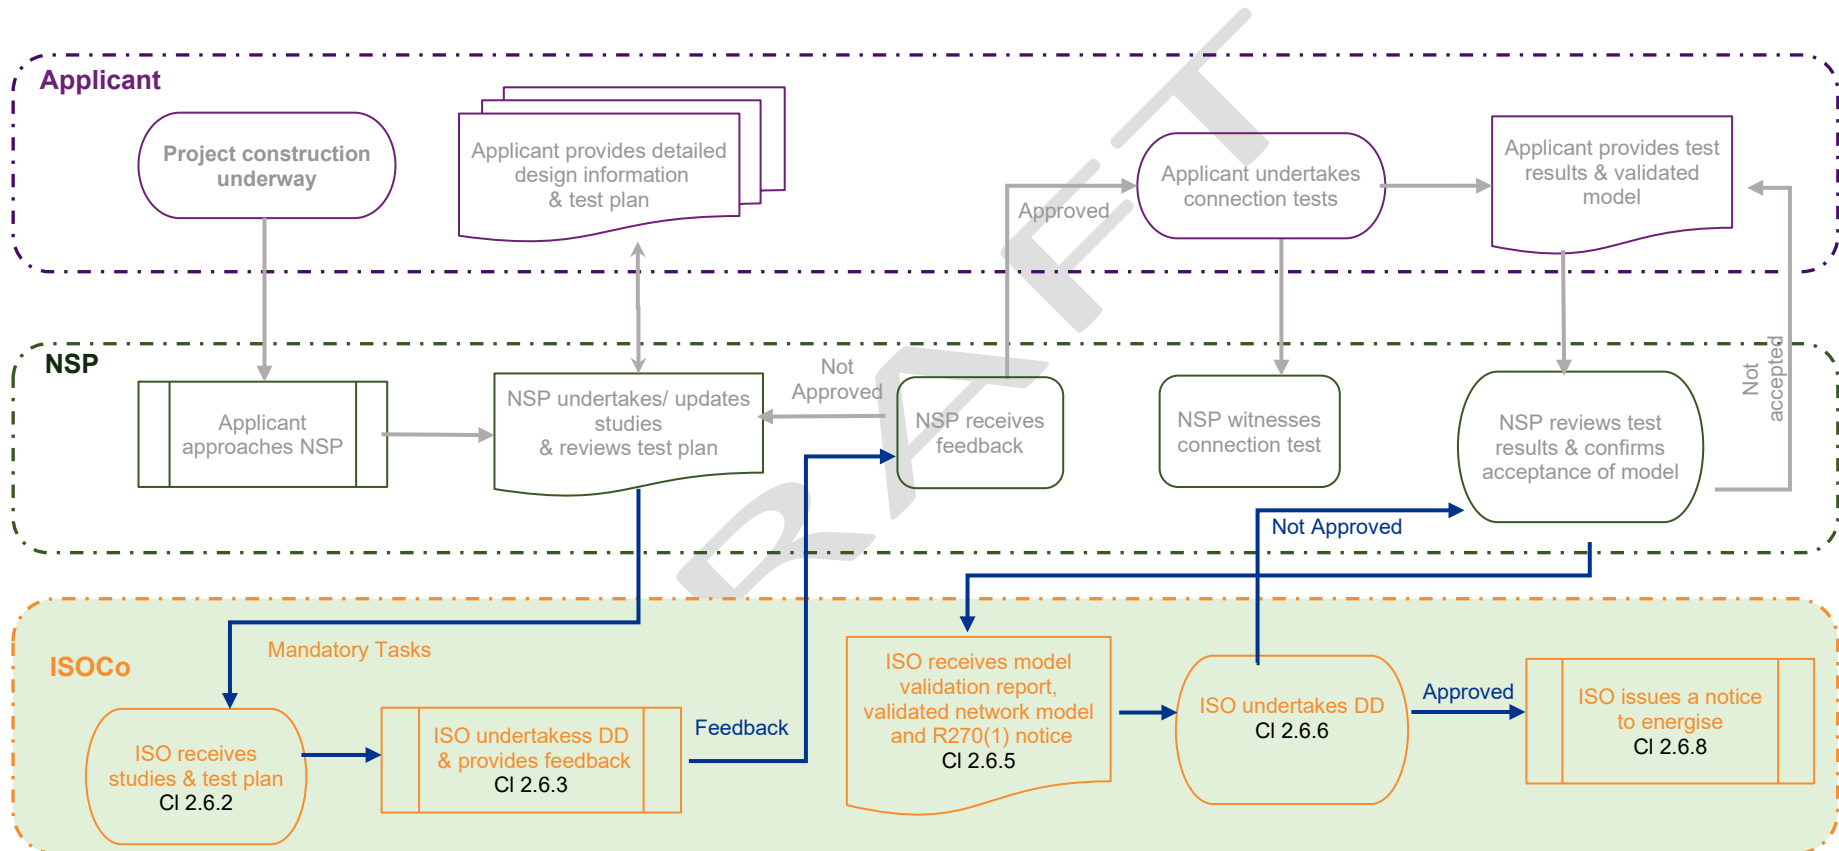 Applicant
Project construction
underway
Applicant provides detailed
design information
& test plan
Approved
Applicant undertakes
connection tests
Applicant provides test
results & validated
model
NSP
Applicant
approaches NSP
NSP undertakes/ updates
studies
& reviews test plan
Not
Approved
NSP receives
feedback
NSP witnesses
connection test
NSP reviews test
results & confirms
acceptance of model
Not
accepted
Not Approved
ISOCo
Mandatory Tasks
ISO receives
studies & test plan
Cl 2.6.2
ISO undertakess DD
& provides feedback
Cl 2.6.3
Feedback
ISO receives model
validation report,
validated network model
and R270(1) notice
Cl 2.6.5
ISO undertakes DD
Cl 2.6.6
Approved
ISO issues a notice
to energise
Cl 2.6.8
RAFT